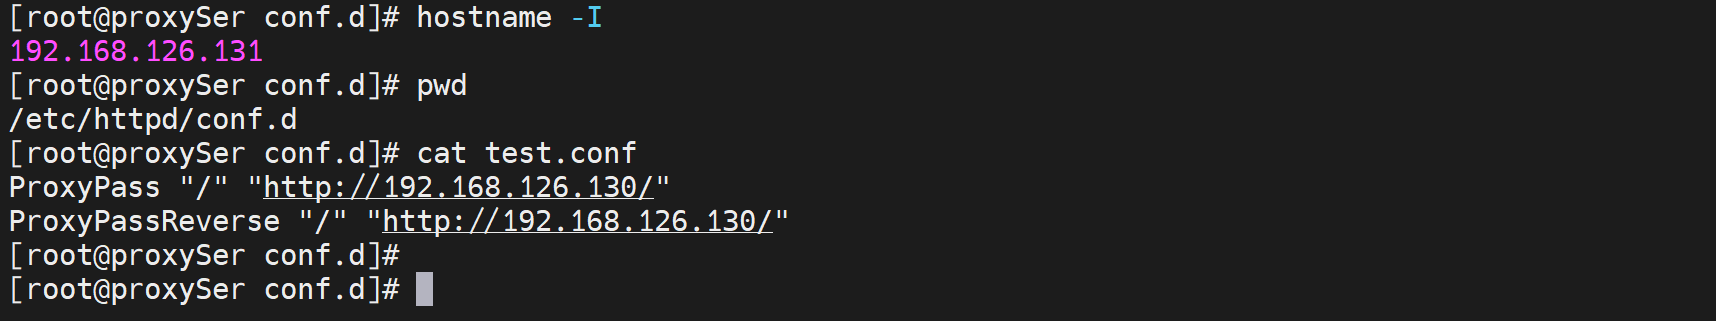 [root@proxySer conf.d]# hostname -I
192.168.126.131
[root@proxySer conf.d]# pwd
/etc/httpd/conf.d
[root@proxySer conf.d]# cat test.conf
ProxyPass "/" "http://192.168.126.130/"
ProxyPassReverse "/" "http://192.168.126.130/"
[root@proxySer conf.d]#
[root@proxySer conf.d]#